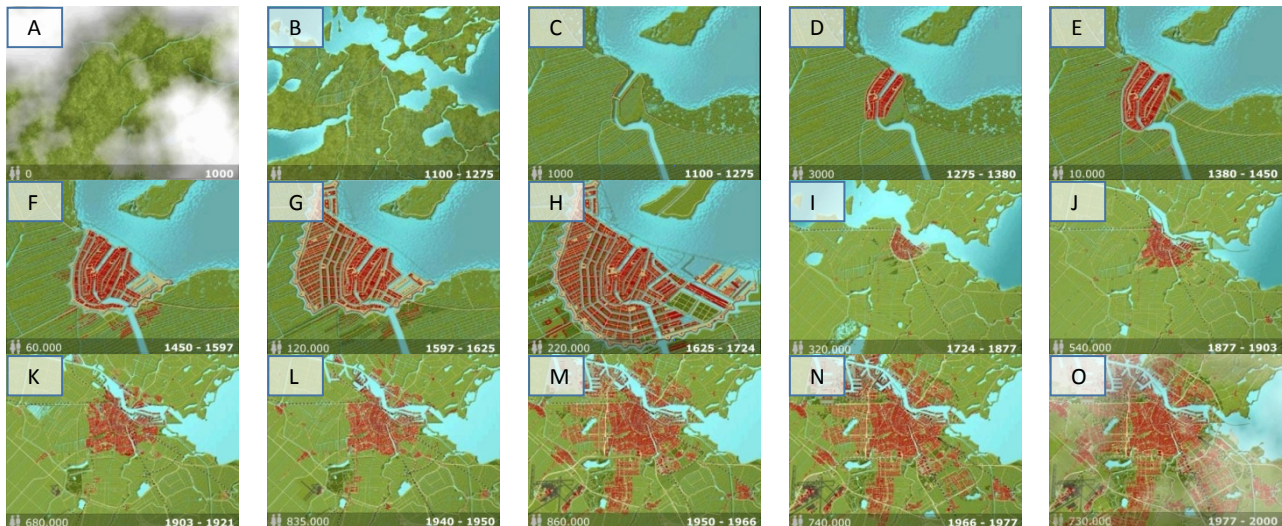 A B C D E
0 1000 1100 - 1275 1000 1100 - 1275 3000 1275 - 1380 10.000 1380 - 1450
F G H I J
60.000 1450 - 1597 120.000 1597 - 1625 220.000 1625 - 1724 320.000 1724 - 1877 540.000 1877 - 1903
K L M N O
680.000 1903 - 1921 835.000 1940 - 1950 860.000 1950 - 1966 740.000 1966 - 1977 730.000 1977 - 2000